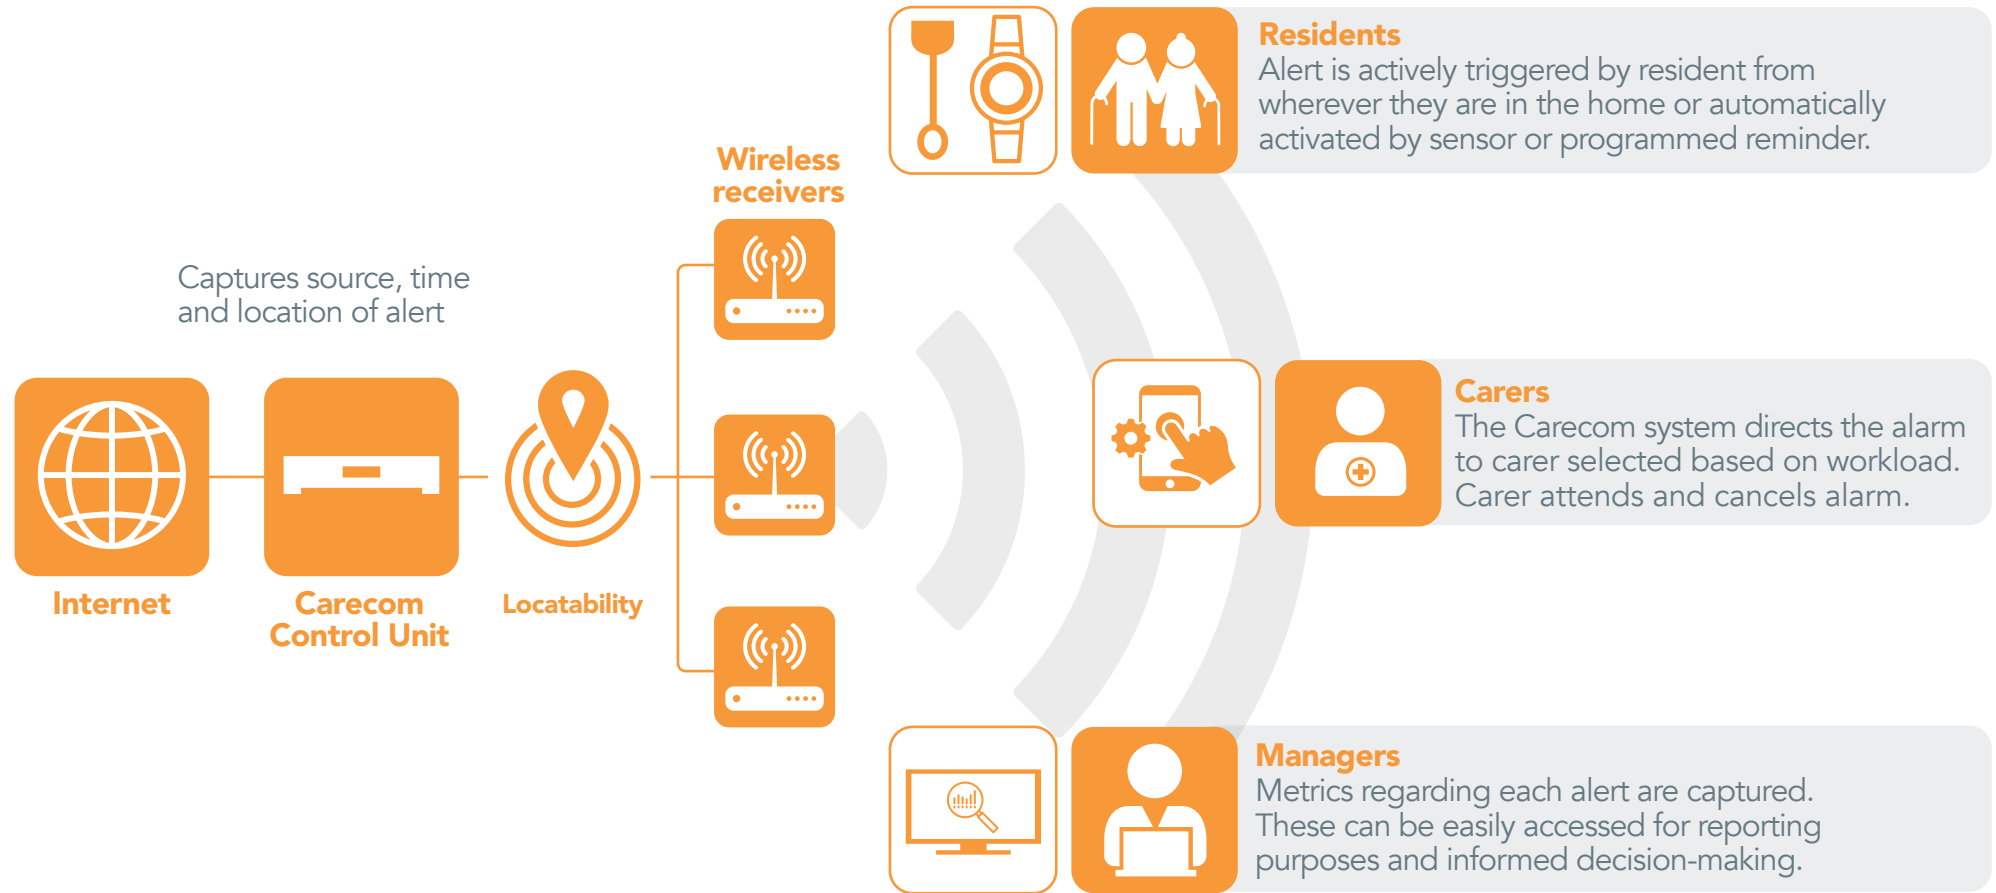 Captures source, time
and location of alert
Internet
Carecom
Control Unit
Locatability
Wireless
receivers
Residents
Alert is actively triggered by resident from
wherever they are in the home or automatically
activated by sensor or programmed reminder.
Carers
The Carecom system directs the alarm
to carer selected based on workload.
Carer attends and cancels alarm.
Managers
Metrics regarding each alert are captured.
These can be easily accessed for reporting
purposes and informed decision-making.